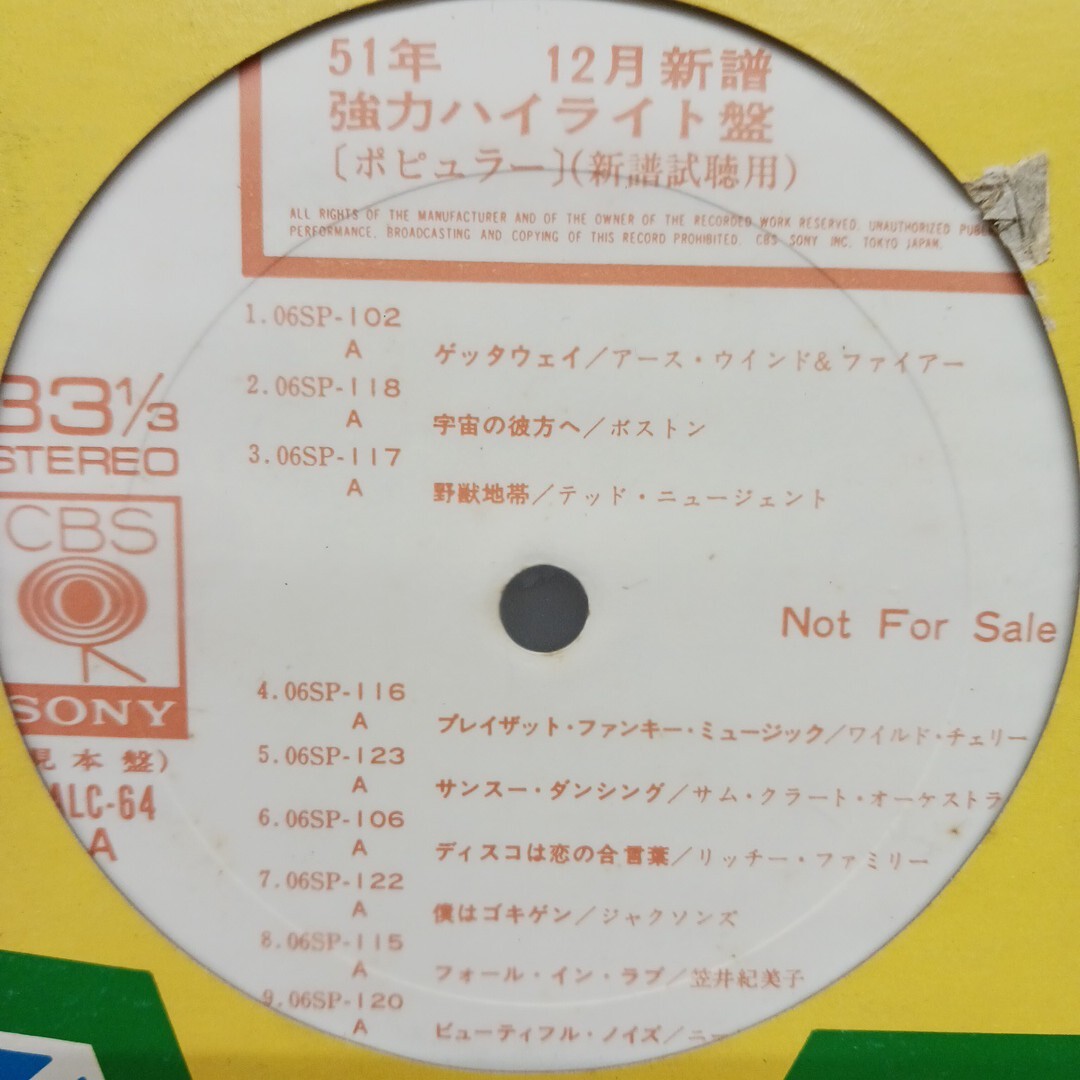 51年 12月新譜
強力ハイライト盤
〔ポピュラー〕(新譜試聴用)
ALL RIGHTS OF THE MANUFACTURER AND OF THE OWNER OF THE RECORDED WORK RESERVED. UNAUTHORIZED
PERFORMANCE, BROADCASTING AND COPYING OF THIS RECORD PROHIBITED. CBS SONY INC. TOKYO JAPAN.
1.06SP-102
A ゲッタウェイ/アース・ウインド&ファイアー
2.06SP-118
A 宇宙の彼方へ/ボストン
3.06SP-117
A 野獣地帯/テッド・ニュージェント
33⅓
STEREO
CBS
SONY
見本盤)
ALC-64
A
Not For Sale
4.06SP-116
A プレイザット・ファンキー・ミュージック/ワイルド・チェリー
5.06SP-123
A サンスー・ダンシング/サム・クラート・オーケストラ
6.06SP-106
A ディスコは恋の合言葉/リッチー・ファミリー
7.06SP-122
A 僕はゴキゲン/ジャクソンズ
8.06SP-115
A フォール・イン・ラブ/笠井紀美子
9.06SP-120
A ビューティフル・ノイズ/ニー